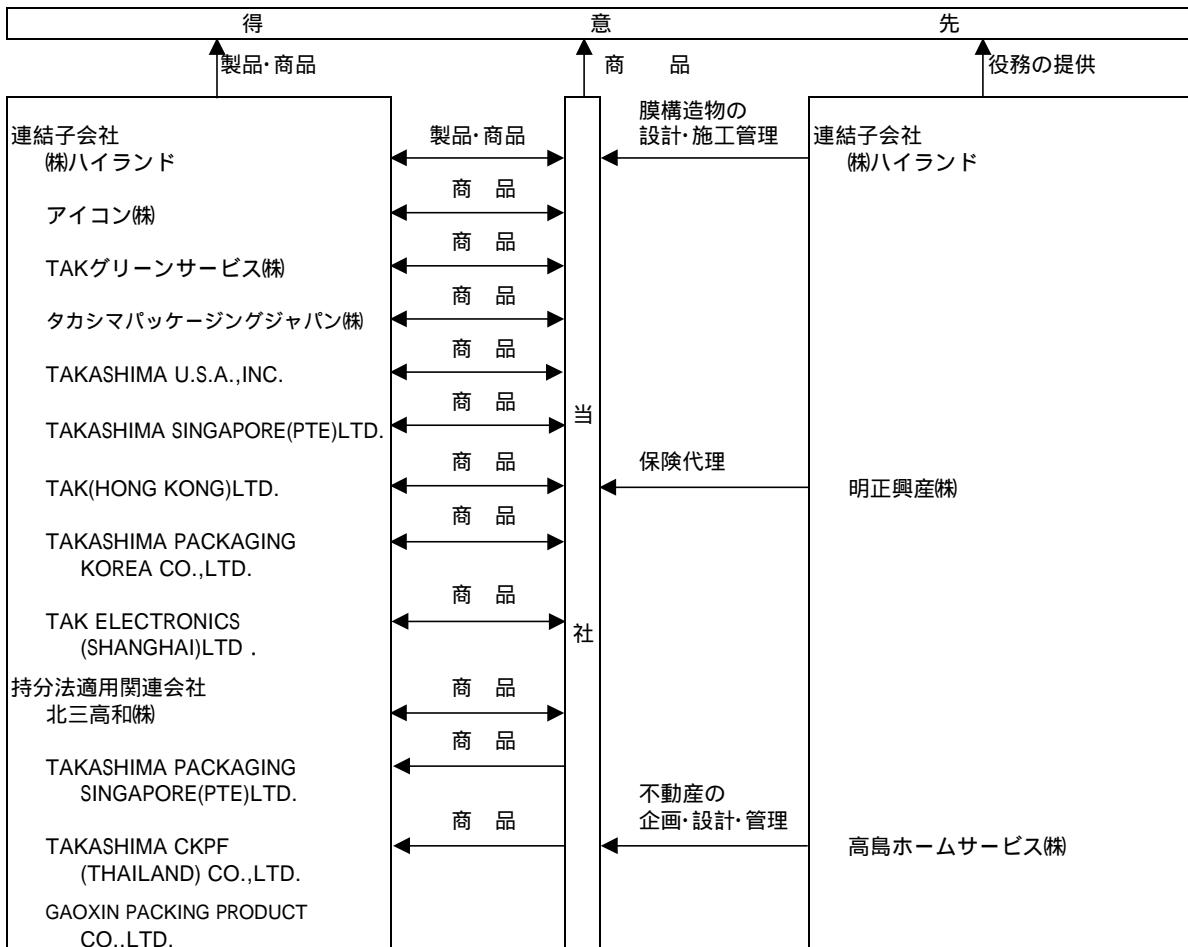 得 意 先
製品・商品
商 品
役務の提供
連結子会社
㈱ハイランド
製品・商品
膜構造物の
設計・施工管理
連結子会社
㈱ハイランド
アイコン㈱
商 品
TAKグリーンサービス㈱
商 品
タカシマパッケージングジャパン㈱
商 品
TAKASHIMA U.S.A.,INC.
商 品
TAKASHIMA SINGAPORE(PTE)LTD.
商 品
当
TAK(HONG KONG)LTD.
商 品
保険代理
明正興産㈱
TAKASHIMA PACKAGING
KOREA CO.,LTD.
商 品
TAK ELECTRONICS
(SHANGHAI)LTD .
商 品
社
持分法適用関連会社
北三高和㈱
商 品
TAKASHIMA PACKAGING
SINGAPORE(PTE)LTD.
商 品
TAKASHIMA CKPF
(THAILAND) CO.,LTD.
商 品
不動産の
企画・設計・管理
高島ホームサービス㈱
GAOXIN PACKING PRODUCT
CO.,LTD.